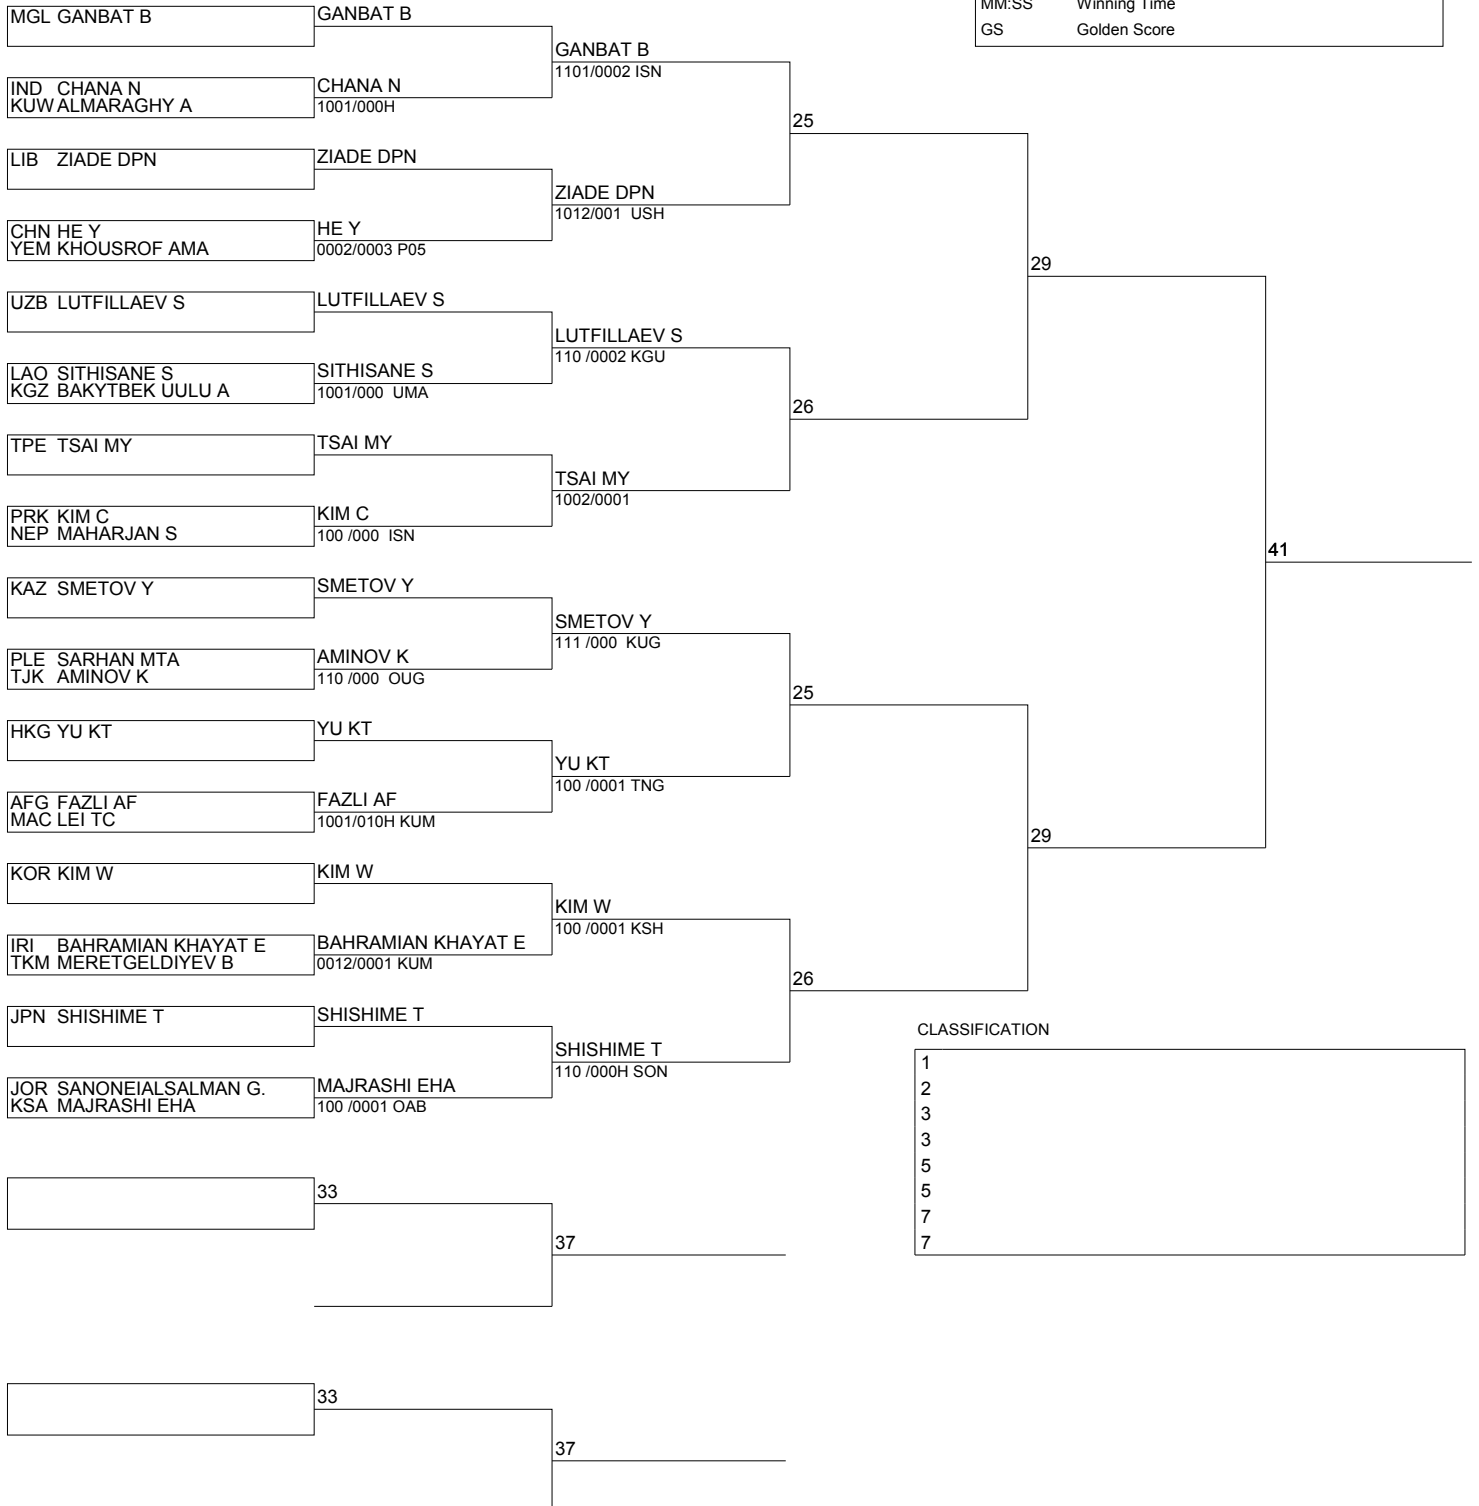 MM:SS Winning Time
GS Golden Score
MGL GANBAT B
IND CHANA N
KUW ALMARAGHY A
LIB ZIADE DPN
CHN HE Y
YEM KHOUSROF AMA
UZB LUTFILLAEV S
LAO SITHISANE S
KGZ BAKYTBEK UULU A
TPE TSAI MY
PRK KIM C
NEP MAHARJAN S
KAZ SMETOV Y
PLE SARHAN MTA
TJK AMINOV K
HKG YU KT
AFG FAZLI AF
MAC LEI TC
KOR KIM W
IRI BAHRAMIAN KHAYAT E
TKM MERETGELDIYEV B
JPN SHISHIME T
JOR SANONEIALSALMAN G.
KSA MAJRASHI EHA
GANBAT B
CHANA N
1001/000H
ZIADE DPN
HE Y
0002/0003 P05
LUTFILLAEV S
SITHISANE S
1001/000 UMA
TSAI MY
KIM C
100 /000 ISN
SMETOV Y
AMINOV K
110 /000 OUG
YU KT
FAZLI AF
1001/010H KUM
KIM W
BAHRAMIAN KHAYAT E
0012/0001 KUM
SHISHIME T
MAJRASHI EHA
100 /0001 OAB
GANBAT B
1101/0002 ISN
ZIADE DPN
1012/001 USH
LUTFILLAEV S
110 /0002 KGU
TSAI MY
1002/0001
SMETOV Y
111 /000 KUG
YU KT
100 /0001 TNG
KIM W
100 /0001 KSH
SHISHIME T
110 /000H SON
25
26
25
26
29
29
41
CLASSIFICATION
1
2
3
3
5
5
7
7
33
37
33
37